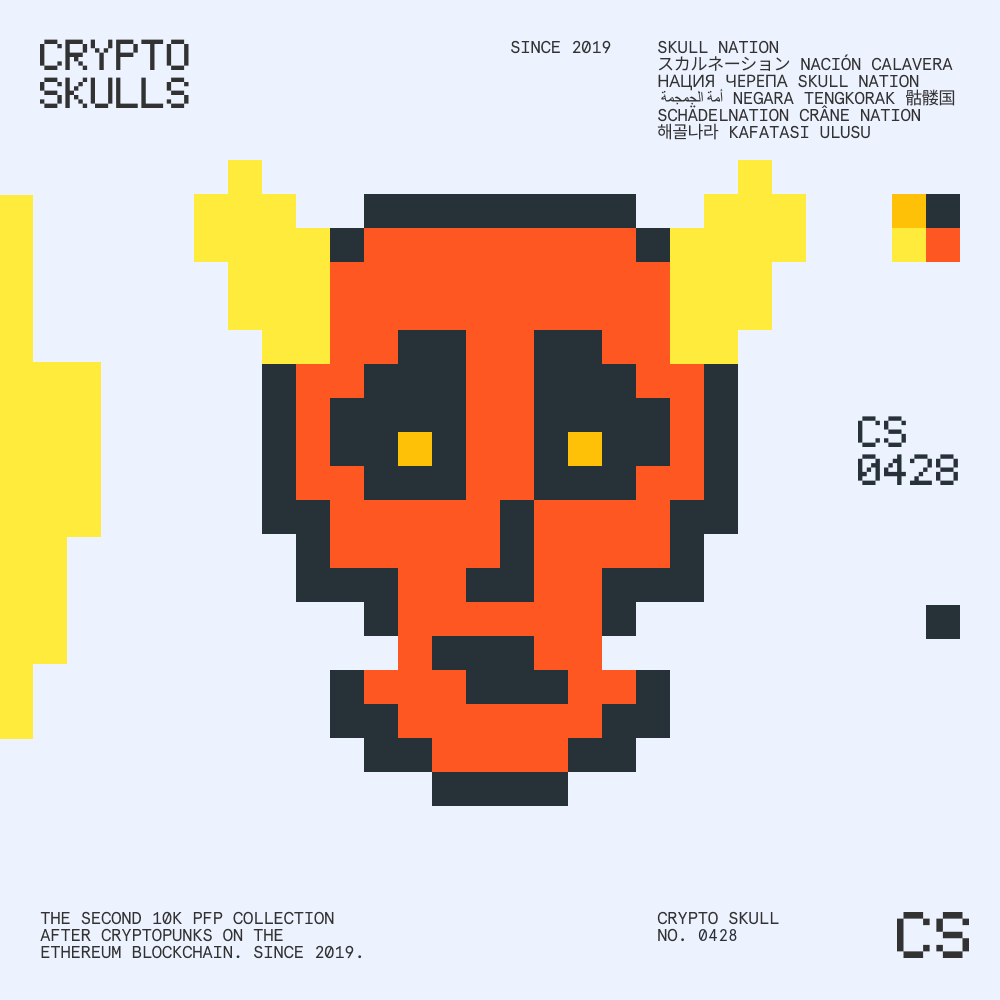 CRYPTO
SKULLS
SINCE 2019
SKULL NATION
スカルネーション NACIÓN CALAVERA
НАЦИЯ ЧЕРЕПА SKULL NATION
أمة الجمجمة NEGARA TENGKORAK 骷髅国
SCHÄDELNATION CRÂNE NATION
해골나라 KAFATASI ULUSU
CS
0428
THE SECOND 10K PFP COLLECTION
AFTER CRYPTOPUNKS ON THE
ETHEREUM BLOCKCHAIN. SINCE 2019.
CRYPTO SKULL
NO. 0428
CS